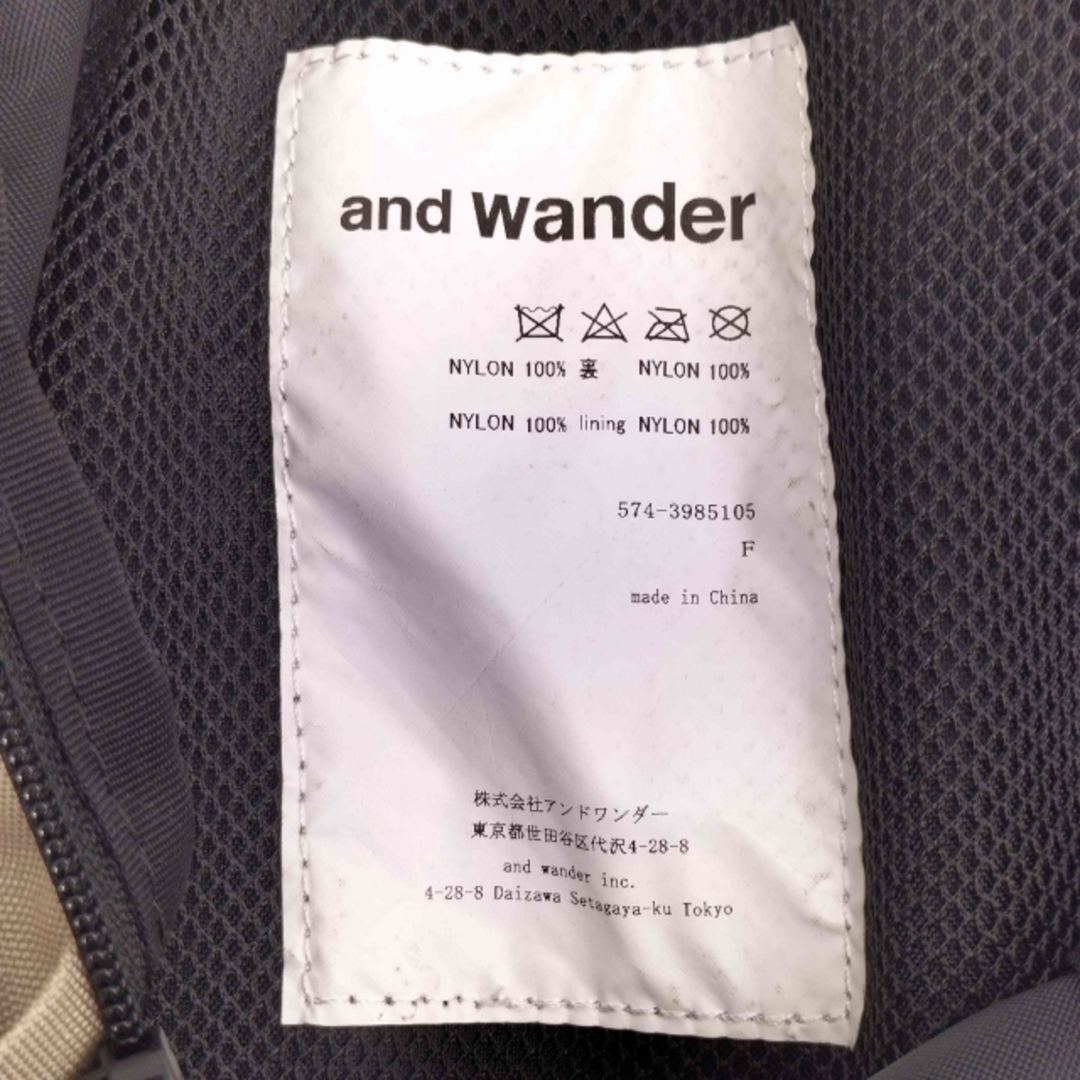 and wander
NYLON 100% 裏 NYLON 100%
NYLON 100% lining NYLON 100%
574-3985105
F
made in China
株式会社アンドワンダー
東京都世田谷区代沢4-28-8
and wander inc.
4-28-8 Daizawa Setagaya-ku Tokyo